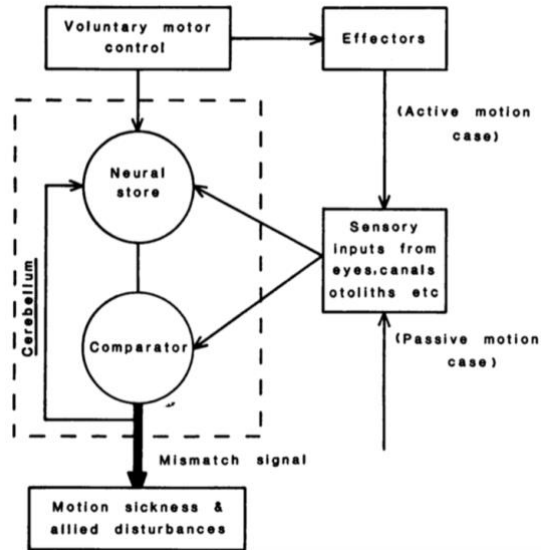 Voluntary motor
control
Effectors
(Active motion
case)
Neural
store
Sensory
inputs from
eyes,canals
otoliths etc
Cerebellum
Comparator
(Passive motion
case)
Mismatch signal
Motion sickness &
allied disturbances